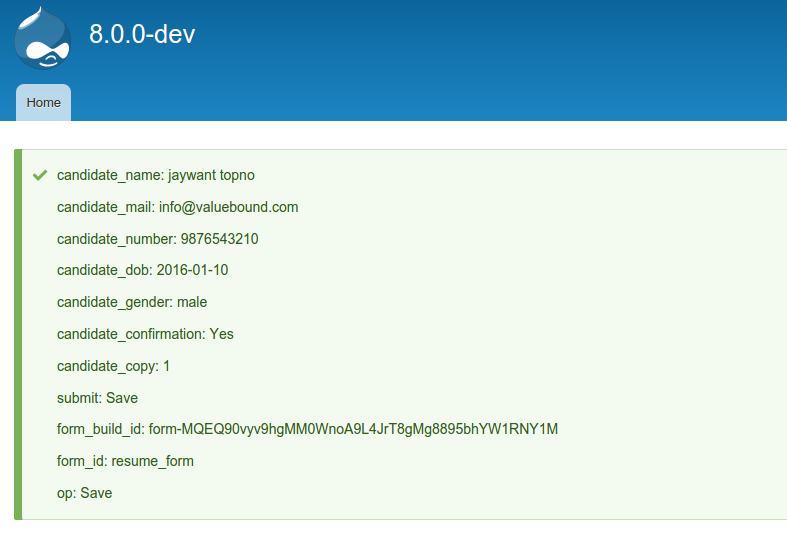 8.0.0-dev
Home
candidate_name: jaywant topno
candidate_mail: info@valuebound.com
candidate_number: 9876543210
candidate_dob: 2016-01-10
candidate_gender: male
candidate_confirmation: Yes
candidate_copy: 1
submit: Save
form_build_id: form-MQEQ90vyv9hgMM0WnoA9L4JrT8gMg8895bhYW1RNY1M
form_id: resume_form
op: Save